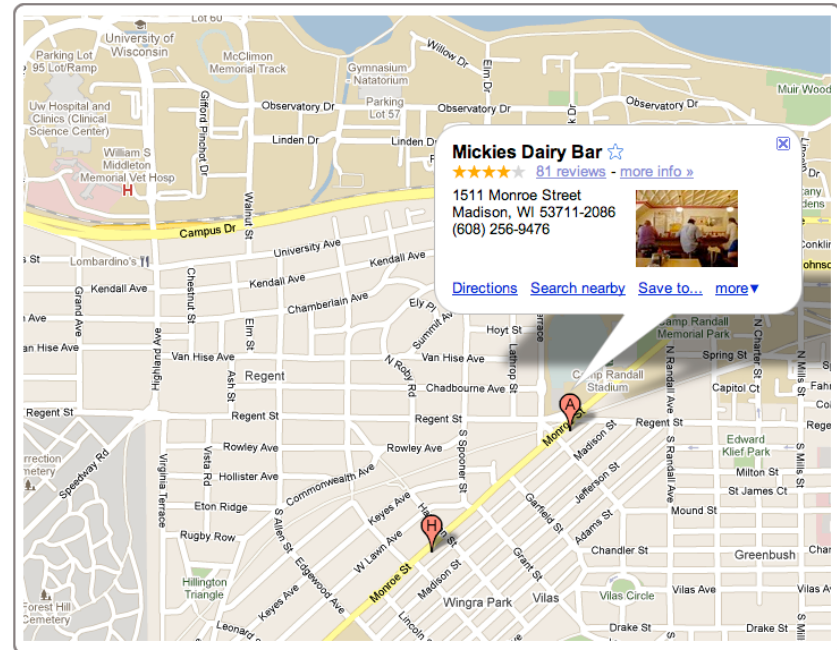 Lot 60
University of
Wisconsin
Parking Lot
95 Lot/Ramp
McClimon
Memorial Track
Gymnasium
Natatorium
Willow Dr
Elm Dr
Muir Wood
Uw Hospital and
Clinics (Clinical
Science Center)
Gifford Pinchot Dr
Observatory Dr
Parking
Lot 57
Observatory Dr
Observatory Dr
Linden Dr
Linden Dr
William S
Middleton
Memorial Vet Hosp
H
Walnut St
Campus Dr
Mickies Dairy Bar
81 reviews - more info »
1511 Monroe Street
Madison, WI 53711-2086
(608) 256-9476
Directions Search nearby Save to... more▼
University Ave
Lombardino's
Kendall Ave
Kendall Ave
Kendall Ave
Chamberlain Ave
Grand Ave
Chestnut St
Highland Ave
Elm St
Ash St
Ely Pl
Summit Ave
Hoyt St
Lathrop St
Camp Randall
Memorial Park
N Charter St
N Mills St
Van Hise Ave
Van Hise Ave
N Roby Rd
Regent
Chadbourne Ave
Camp Randall
Stadium
N Randall Ave
Spring St
Capitol Ct
Regent St
Regent St
Regent St
Regent St
A
Monroe St
Madison St
Speedway Rd
Virginia Terrace
Vista Rd
Rowley Ave
Rowley Ave
S Spooner St
S Randall Ave
Edward
Klief Park
Hollister Ave
Commonwealth Ave
Jefferson St
Milton St
S Mills St
St James Ct
Eton Ridge
Keyes Ave
Garfield St
Adams St
Mound St
Rugby Row
S Allen St
H
W Lawn Ave
Grant St
Chandler St
Greenbush
Edgewood Ave
Monroe St
Madison St
Hillington
Triangle
Keyes Ave
Wingra Park
Vilas
Vilas Circle
Vilas Ave
Vilas Ave
Forest Hill
Cemetery
Leonard S
Lincoln
Drake St
Drake St